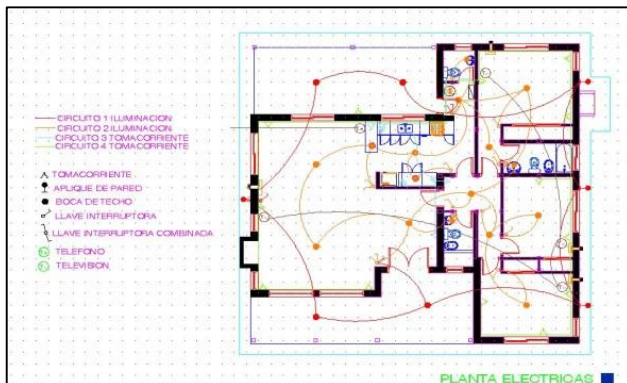 CIRCUITO 1 ILUMINACION
CIRCUITO 2 ILUMINACION
CIRCUITO 3 TOMACORRIENTE
CIRCUITO 4 TOMACORRIENTE
TOMACORRIENTE
APLIQUE DE PARED
BOCA DE TECHO
LLAVE INTERRUPTORA
LLAVE INTERRUPTORA COMBINACIA
TELEFONO
TELEVISION
PLANTA ELECTRICAS